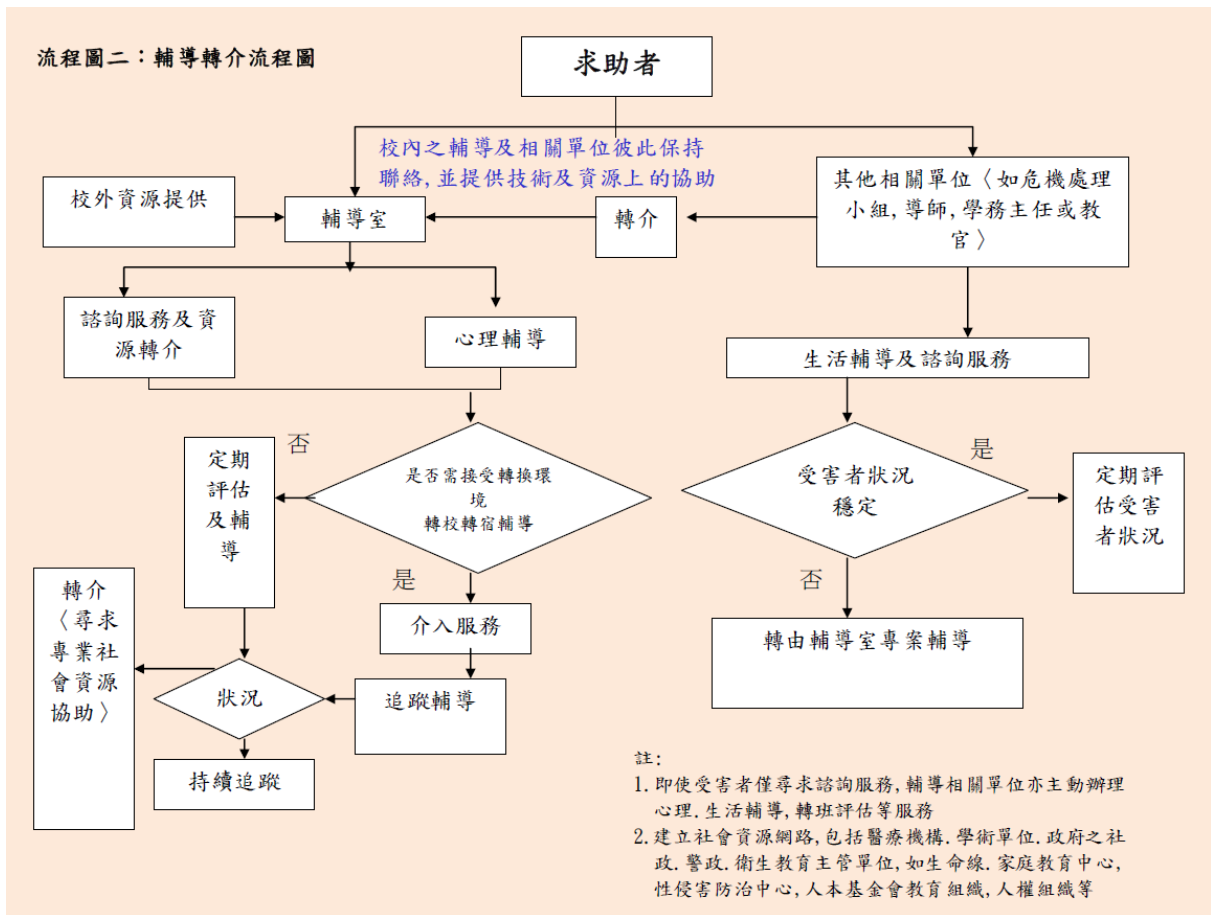 流程圖二：輔導轉介流程圖
求助者
校內之輔導及相關單位彼此保持
聯絡,並提供技術及資源上的協助
校外資源提供
輔導室
轉介
其他相關單位〈如危機處理
小組,導師,學務主任或教
官〉
諮詢服務及資
源轉介
心理輔導
生活輔導及諮詢服務
否
定期
評估
及輔
導
是否需接受轉換環
境
轉校轉宿輔導
受害者狀況
穩定
是
定期評
估受害
者狀況
是
否
轉介
〈尋求
專業社
會資源
協助〉
介入服務
轉由輔導室專案輔導
狀況
追蹤輔導
持續追蹤
註:
1.即使受害者僅尋求諮詢服務,輔導相關單位亦主動辦理
心理.生活輔導,轉班評估等服務
2.建立社會資源網路,包括醫療機構.學術單位.政府之社
政.警政.衛生教育主管單位,如生命線.家庭教育中心,
性侵害防治中心,人本基金會教育組織,人權組織等